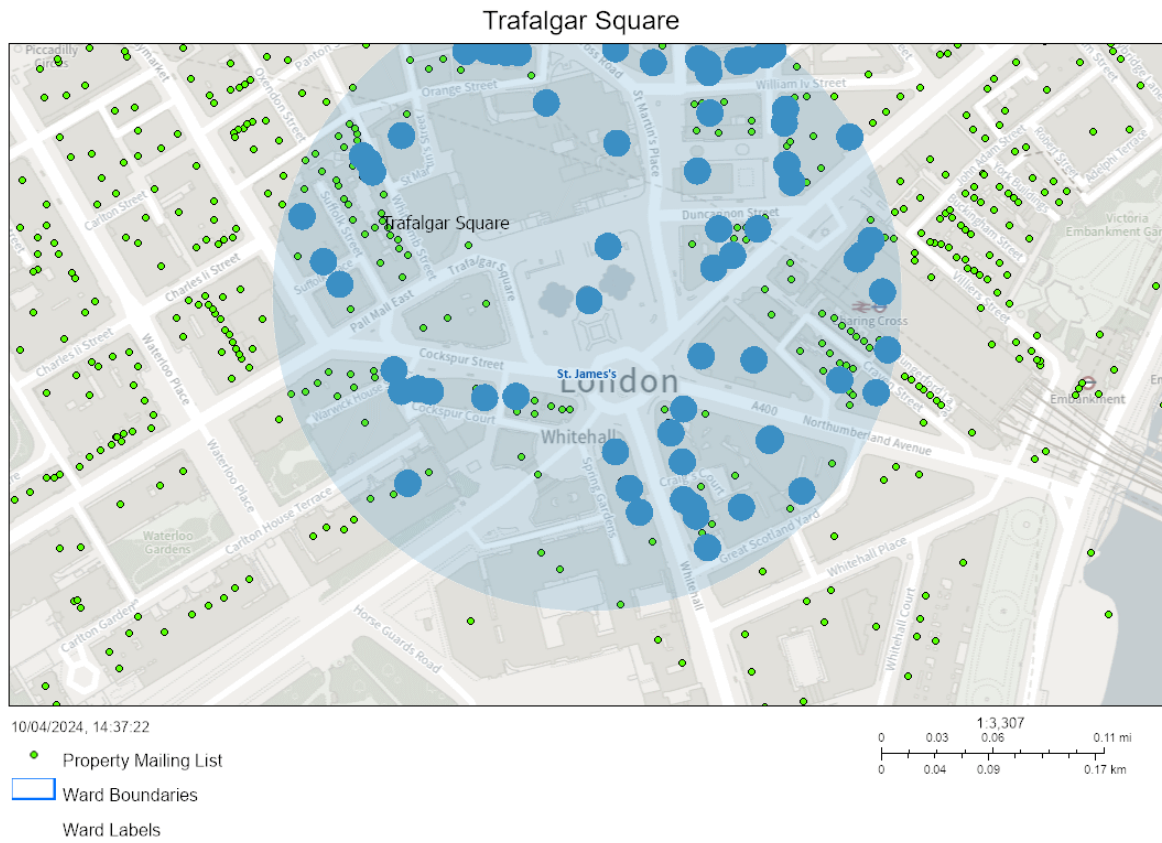 Trafalgar Square
Piccadilly
Circus
Panton
Oxendon Street
Orange Street
William IV Street
St Martin's Place
John Adam Street
Robert Street
Adelphi Terrace
York Buildings
Buckingham Street
Victoria
Embankment
Carlton Street
Suffolk Street
Trafalgar Square
Duncannon Street
Charles II Street
Pall Mall East
Trafalgar Square
Villiers Street
Charing Cross
Charles II Street
Waterloo Place
Cockspur Street
St. James's
London
Craven Street
Embankment
Warwick House
Cockspur Court
A400
Northumberland Avenue
Whitehall
Waterloo Place
Spring Gardens
Craig's Court
Carlton House Terrace
Great Scotland Yard
Waterloo
Gardens
Whitehall Place
Whitehall
Whitehall Court
Carlton Gardens
Horse Guards Road
10/04/2024, 14:37:22
1:3,307
0 0.03 0.06 0.11 mi
0 0.04 0.09 0.17 km
Property Mailing List
Ward Boundaries
Ward Labels